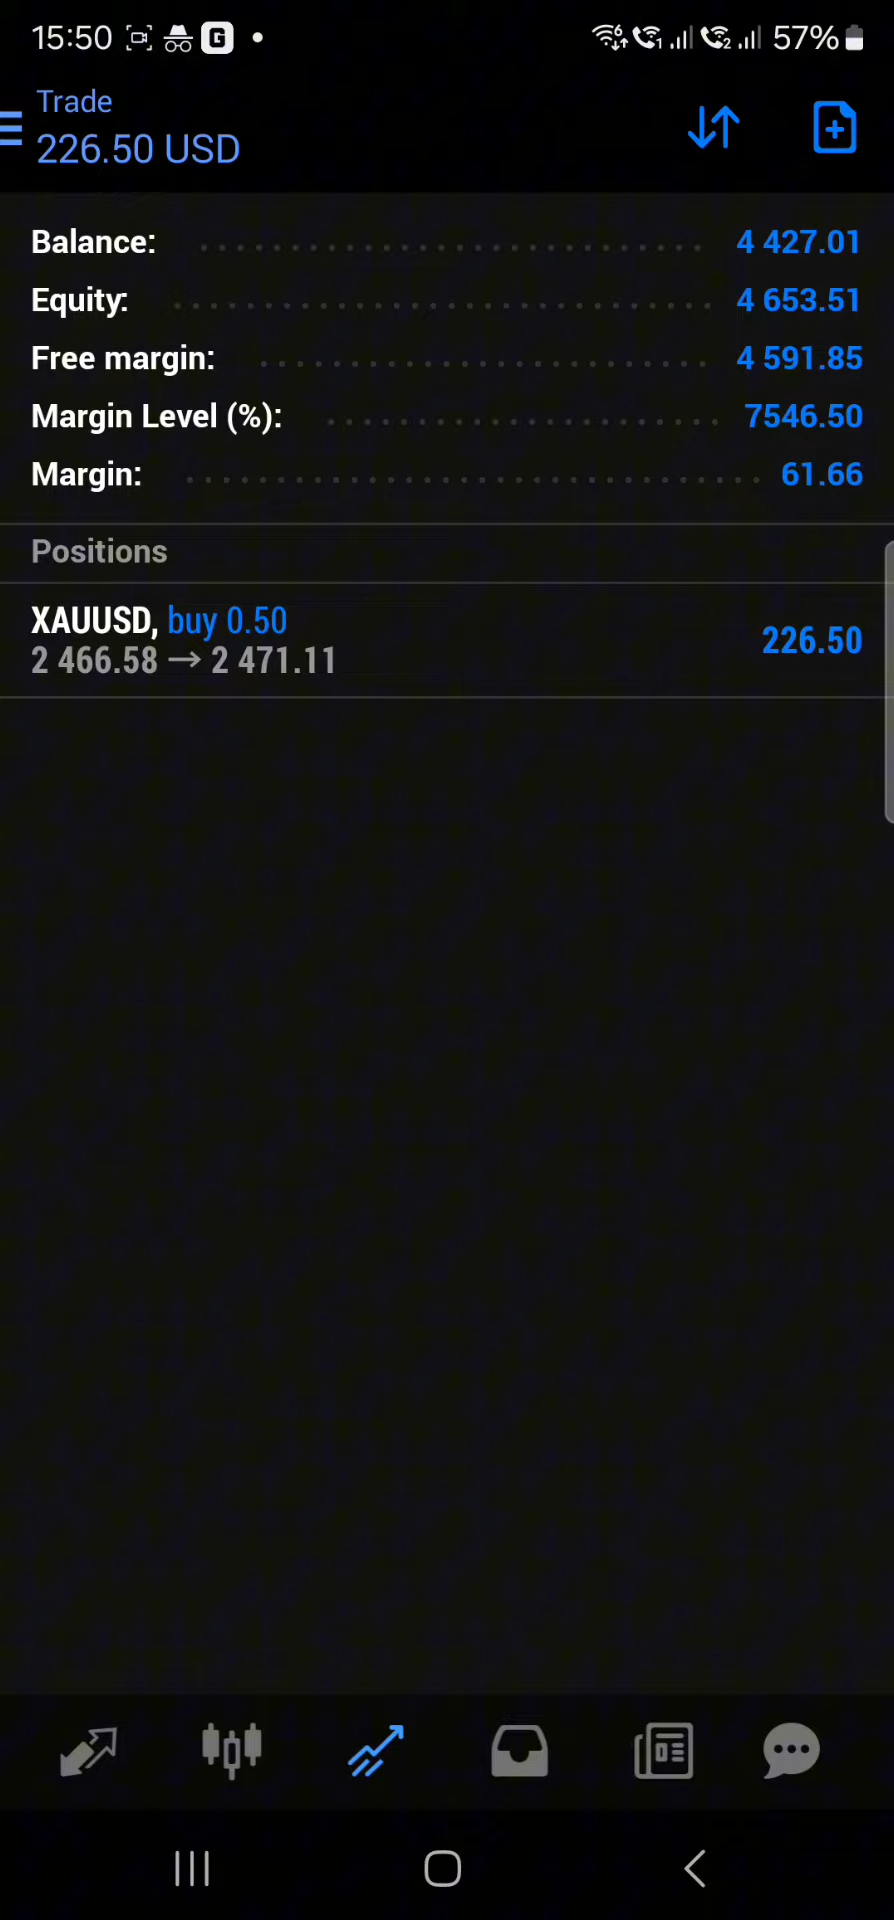 15:50 G 57%
Trade
226.50 USD
Balance: 4 427.01
Equity: 4 653.51
Free margin: 4 591.85
Margin Level (%): 7546.50
Margin: 61.66
Positions
XAUUSD, buy 0.50
2 466.58 → 2 471.11 226.50